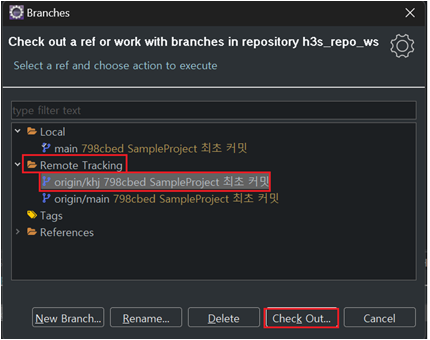 Branches
Check out a ref or work with branches in repository h3s_repo_ws
Select a ref and choose action to execute
type filter text
Local
main 798cbed SampleProject 최초 커밋
Remote Tracking
origin/khj 798cbed SampleProject 최초 커밋
origin/main 798cbed SampleProject 최초 커밋
Tags
References
New Branch... Rename... Delete Check Out... Cancel